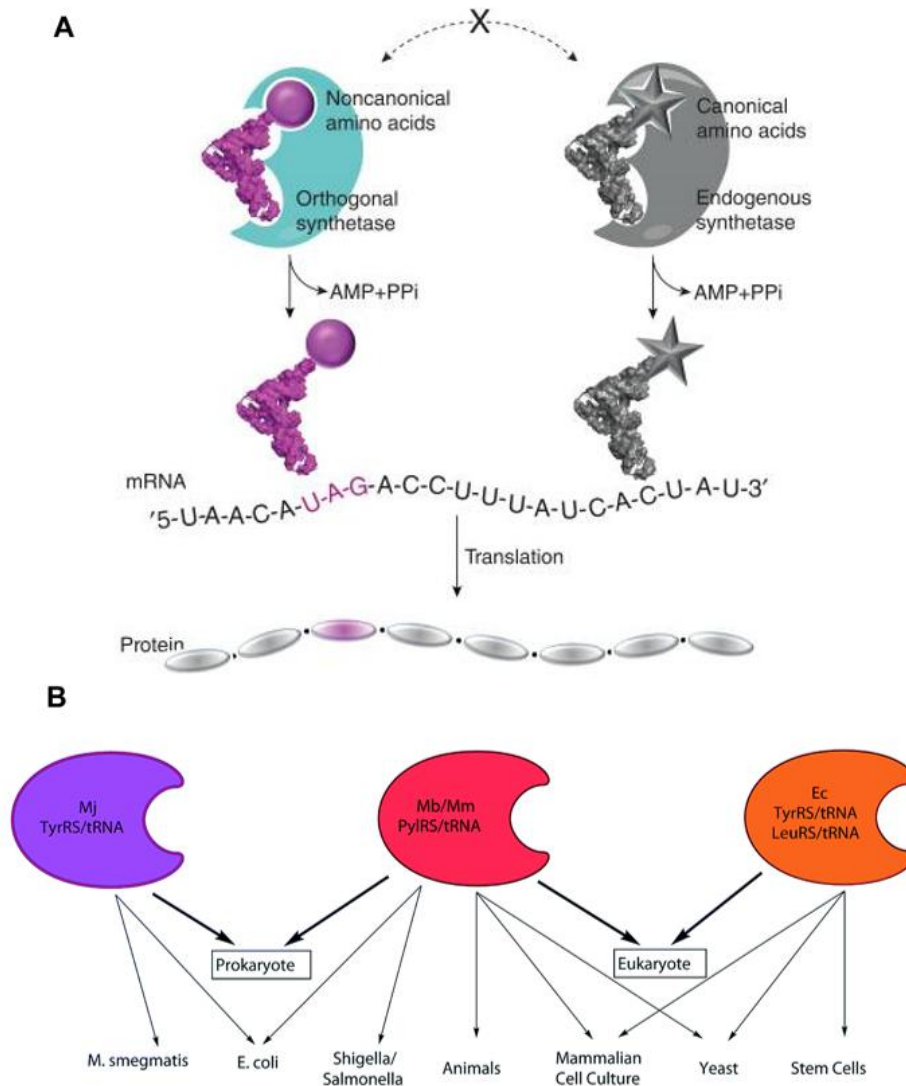 A
X
Noncanonical
amino acids
Orthogonal
synthetase
Canonical
amino acids
Endogenous
synthetase
AMP+PPi
AMP+PPi
mRNA
'5-U-A-A-C-A-U-A-G-A-C-C-U-U-U-A-U-C-A-C-U-A-U-3'
Translation
Protein
B
Mj
TyrRS/tRNA
Mb/Mm
PylRS/tRNA
Ec
TyrRS/tRNA
LeuRS/tRNA
Prokaryote
Eukaryote
M. smegmatis
E. coli
Shigella/
Salmonella
Animals
Mammalian
Cell Culture
Yeast
Stem Cells